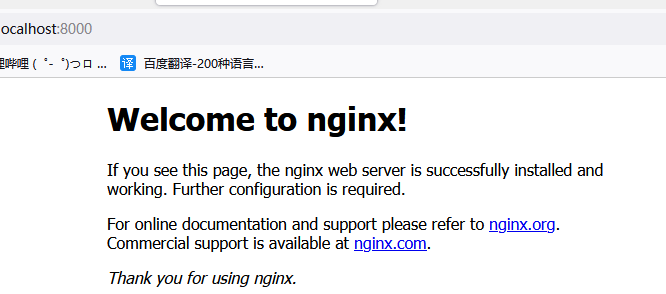 ocalhost:8000
哔哩 (゜-゜)つロ ...
译 百度翻译-200种语言...
Welcome to nginx!
If you see this page, the nginx web server is successfully installed and
working. Further configuration is required.
For online documentation and support please refer to nginx.org.
Commercial support is available at nginx.com.
Thank you for using nginx.